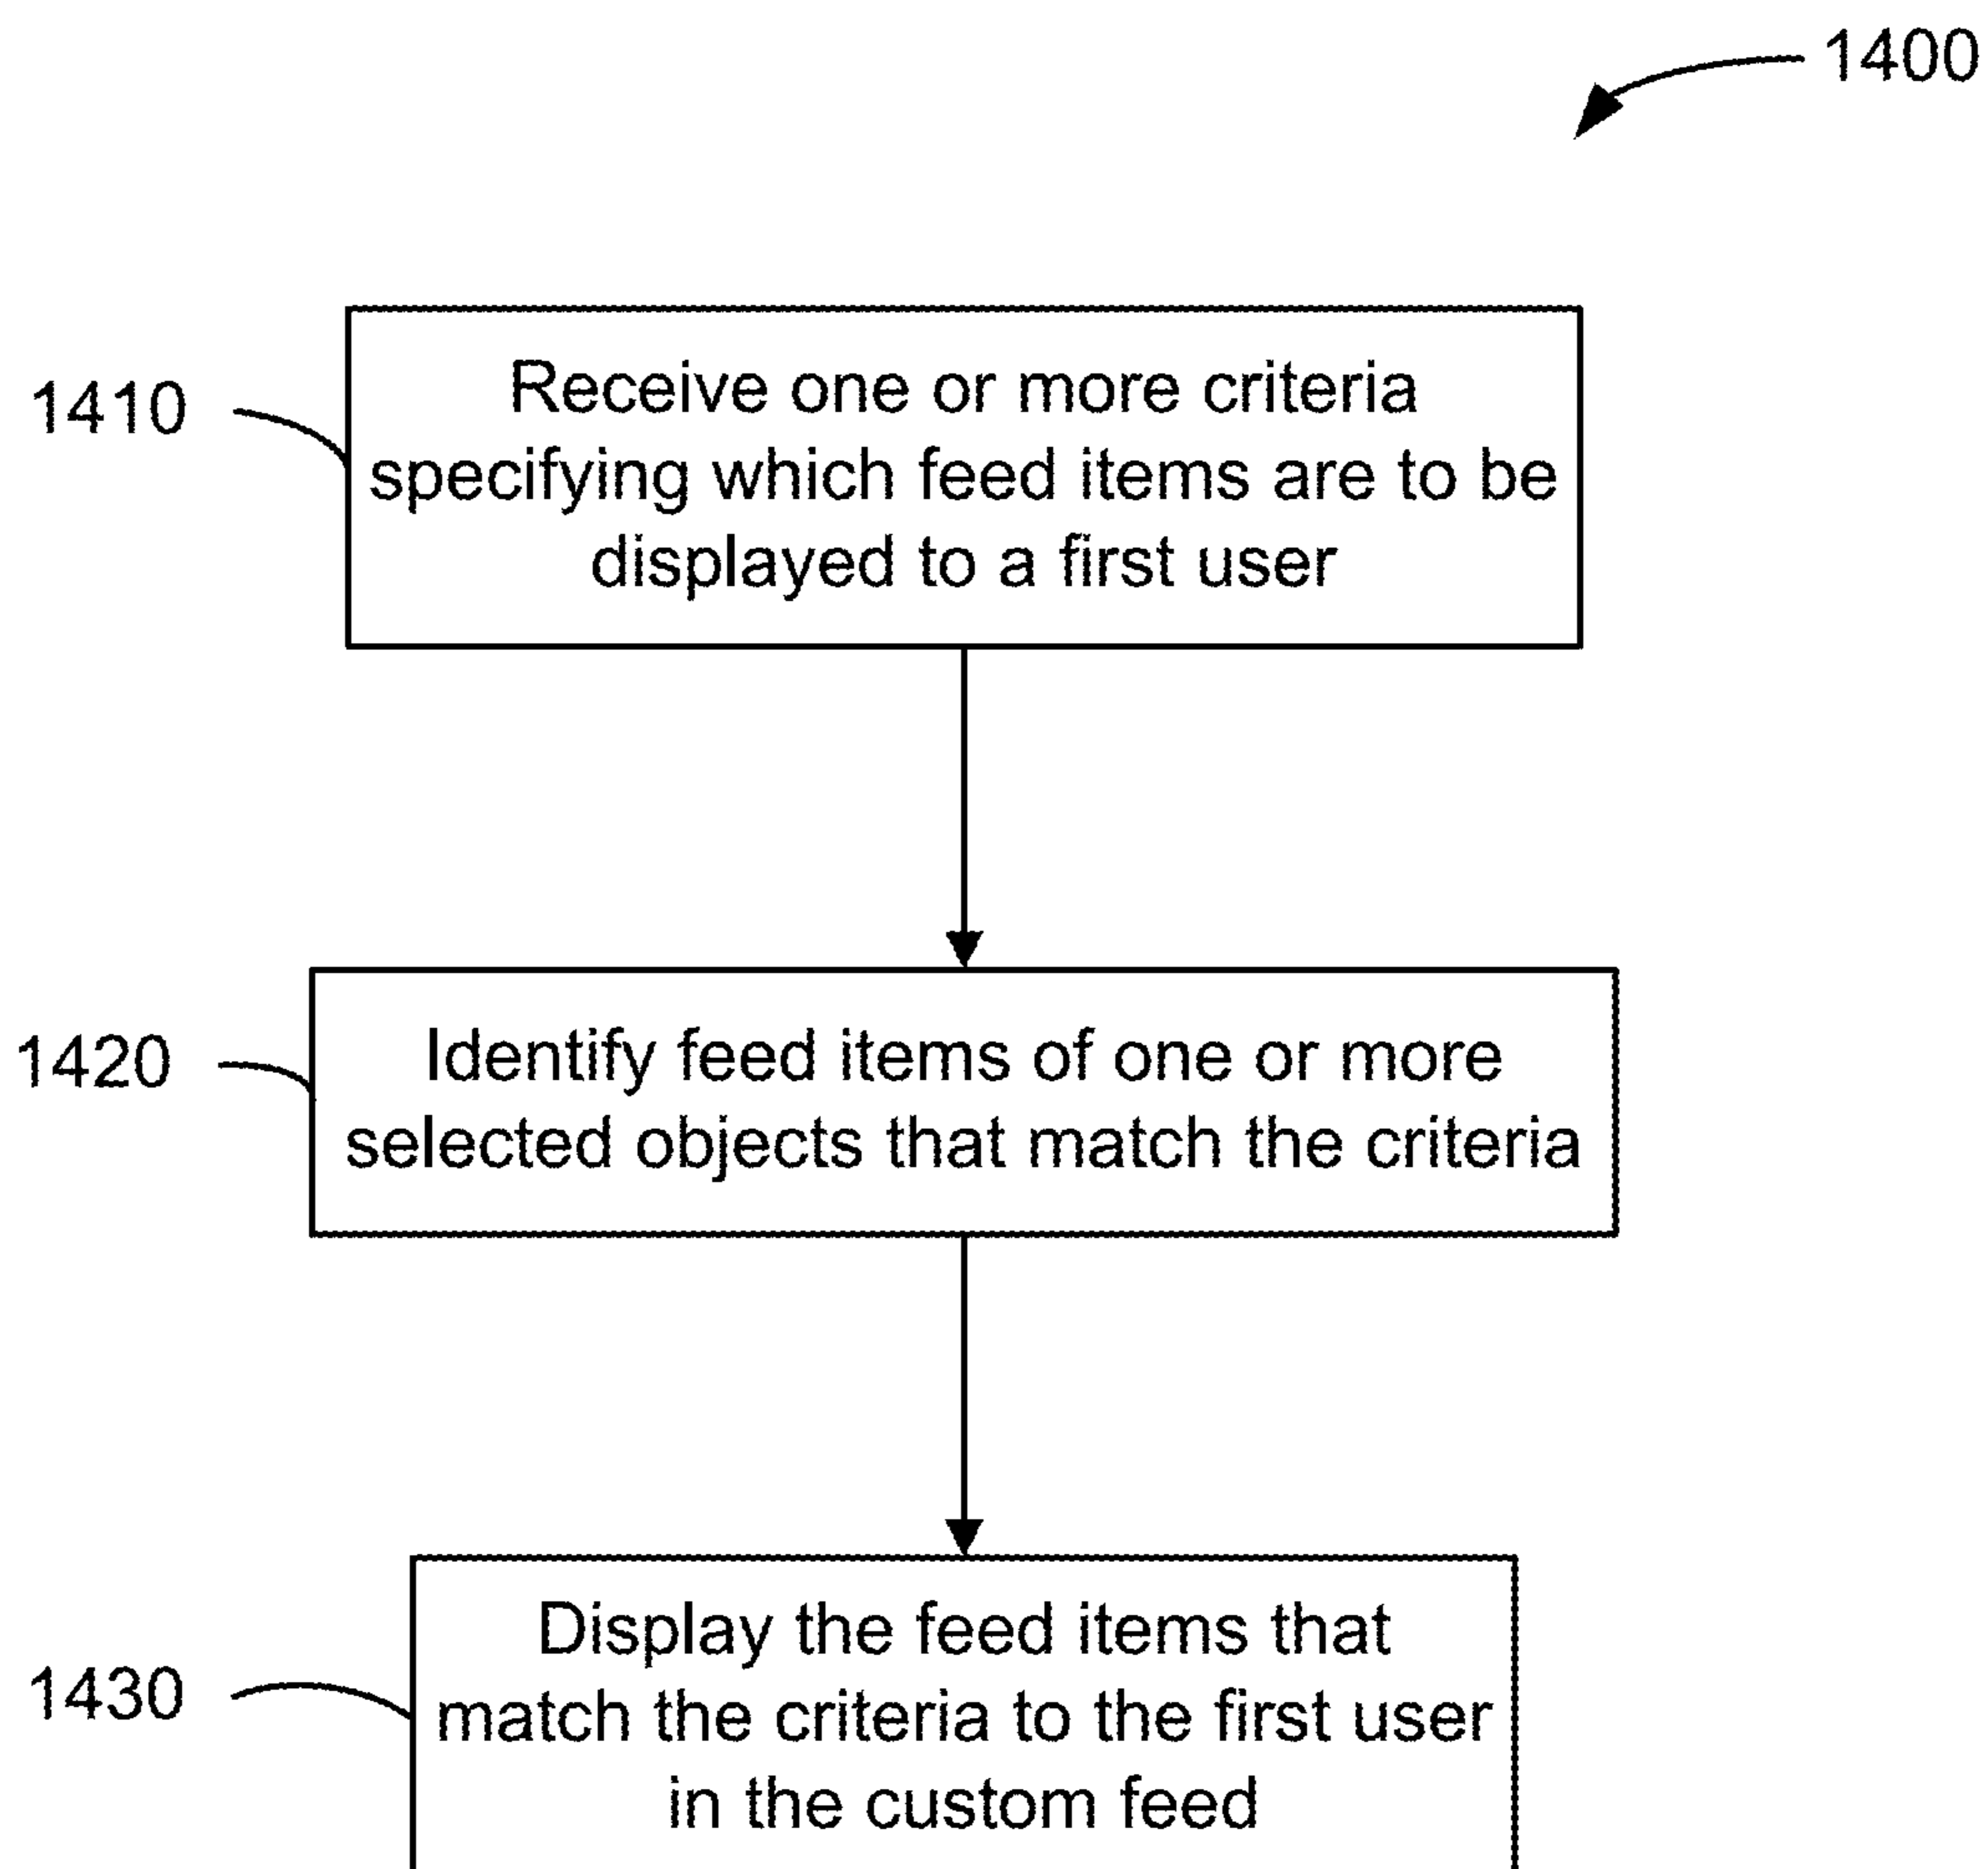 1400
1410
Receive one or more criteria
specifying which feed items are to be
displayed to a first user
1420
Identify feed items of one or more
selected objects that match the criteria
1430
Display the feed items that
match the criteria to the first user
in the custom feed